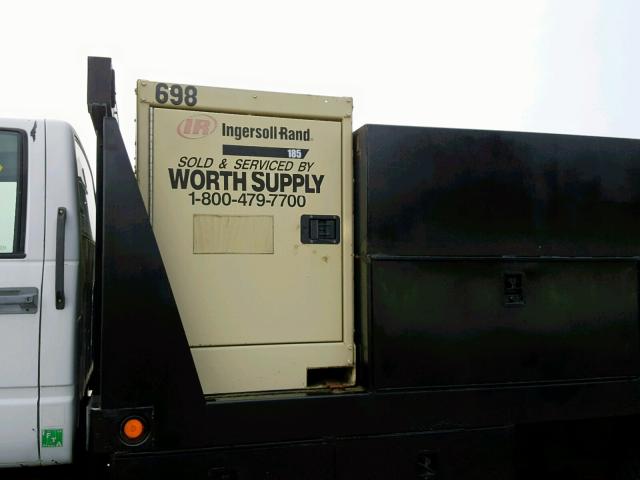 698
IR Ingersoll-Rand
185
SOLD & SERVICED BY
WORTH SUPPLY
1-800-479-7700